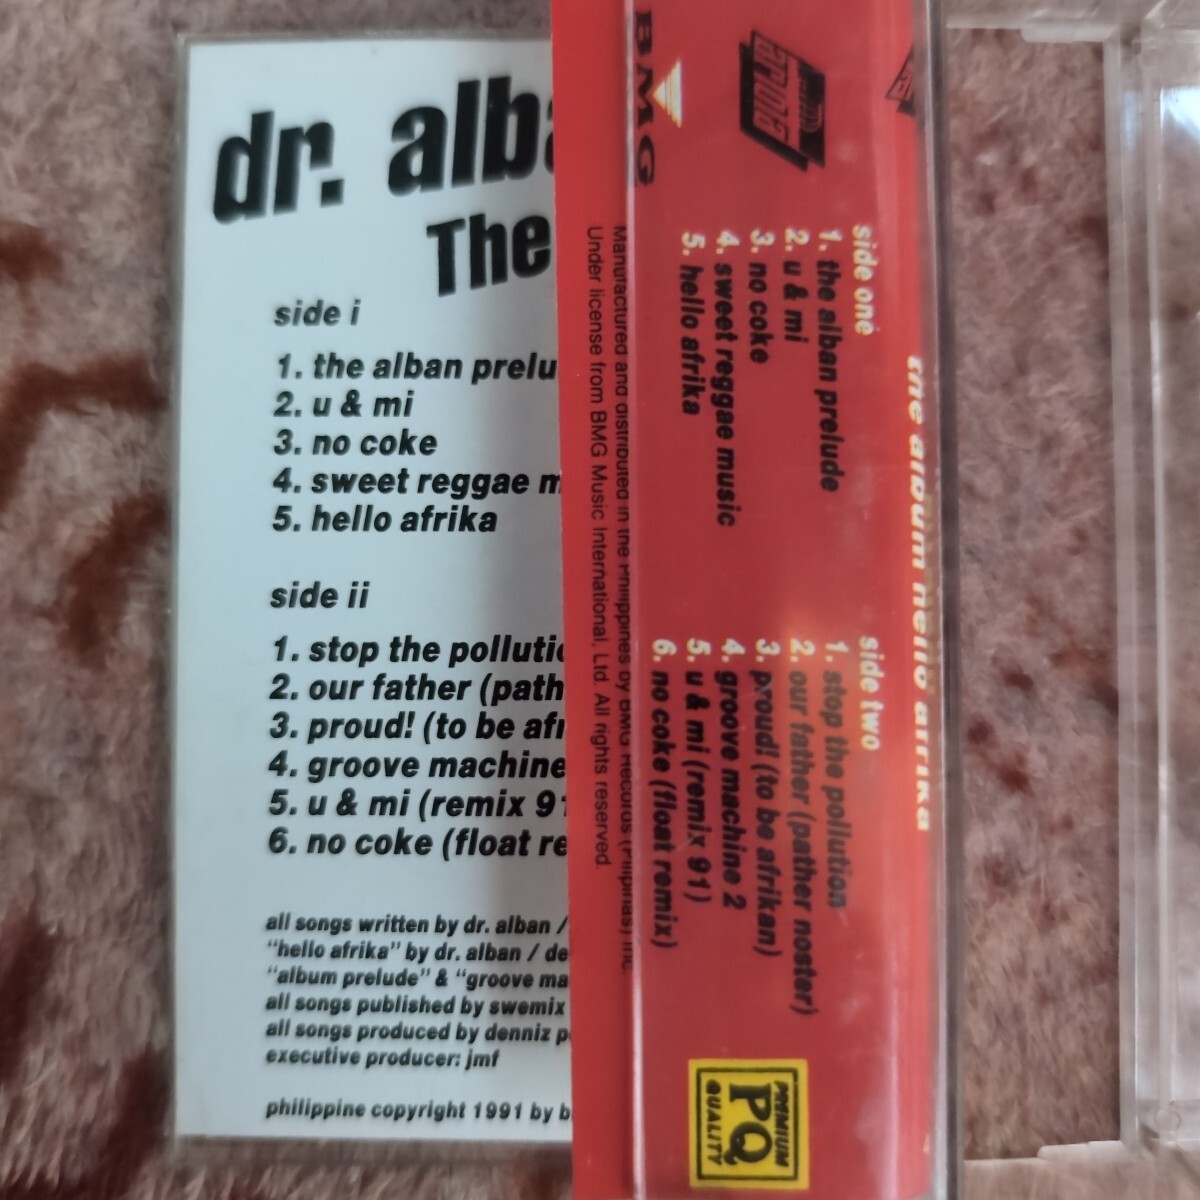 dr. alba
The
side i
1. the alban prelu
2. u & mi
3. no coke
4. sweet reggae m
5. hello afrika
side ii
1. stop the pollutio
2. our father (path
3. proud! (to be afri
4. groove machine
5. u & mi (remix 91
6. no coke (float re
all songs written by dr. alban /
"hello afrika" by dr. alban / de
"album prelude" & "groove ma
all songs published by swemix
all songs produced by denniz p
executive producer: jmf
philippine copyright 1991 by b
BMG
ariola
the album hello afrika
side one
1. the alban prelude
2. u & mi
3. no coke
4. sweet reggae music
5. hello afrika
side two
1. stop the pollution
2. our father (pather noster)
3. proud! (to be afrikan)
4. groove machine 2
5. u & mi (remix 91)
6. no coke (float remix)
Manufactured and distributed in the Philippines by BMG Records (Pilipinas) Inc.
Under license from BMG Music International, Ltd. All rights reserved.
PREMIUM
PQ
QUALITY